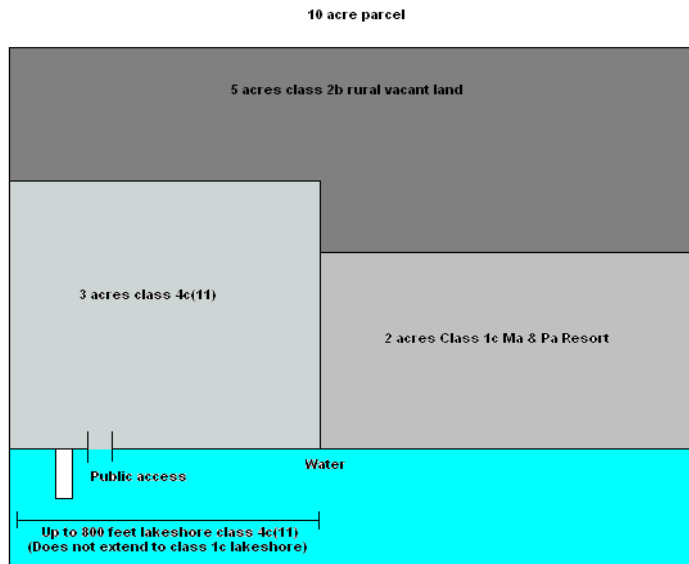 10 acre parcel
5 acres class 2b rural vacant land
3 acres class 4c(11)
2 acres Class 1c Ma & Pa Resort
Water
Public access
Up to 800 feet lakeshore class 4c(11)
(Does not extend to class 1c lakeshore)